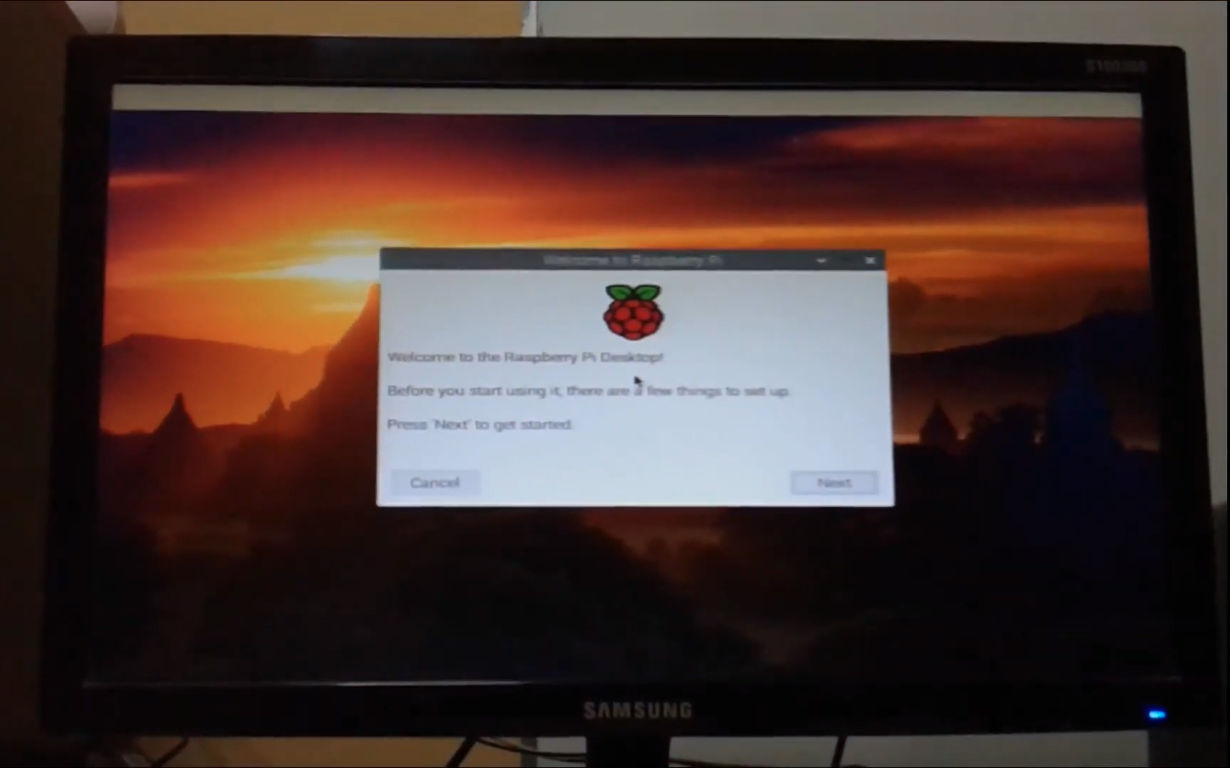 Welcome to Raspberry Pi
Welcome to the Raspberry Pi Desktop!
Before you start using it, there are a few things to set up.
Press 'Next' to get started.
Cancel
Next
SAMSUNG